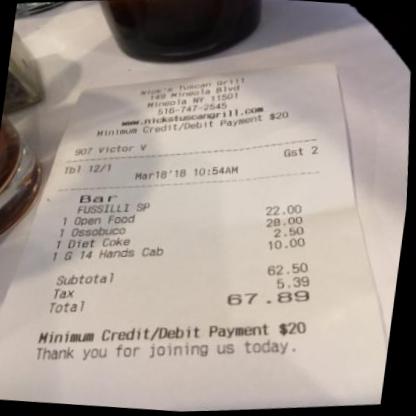 Nick's Tuscan Grill
149 Mineola Blvd
Mineola NY 11501
516-747-2545
www.nickstuscangrill.com
Minimum Credit/Debit Payment $20
907 Victor V
Tbl 12/1 Gst 2
Mar18'18 10:54AM
Bar
FUSSILLI SP
1 Open Food 22.00
1 Ossobuco 28.00
1 Diet Coke 2.50
1 G 14 Hands Cab 10.00
Subtotal 62.50
Tax 5.39
Total 67.89
Minimum Credit/Debit Payment $20
Thank you for joining us today.